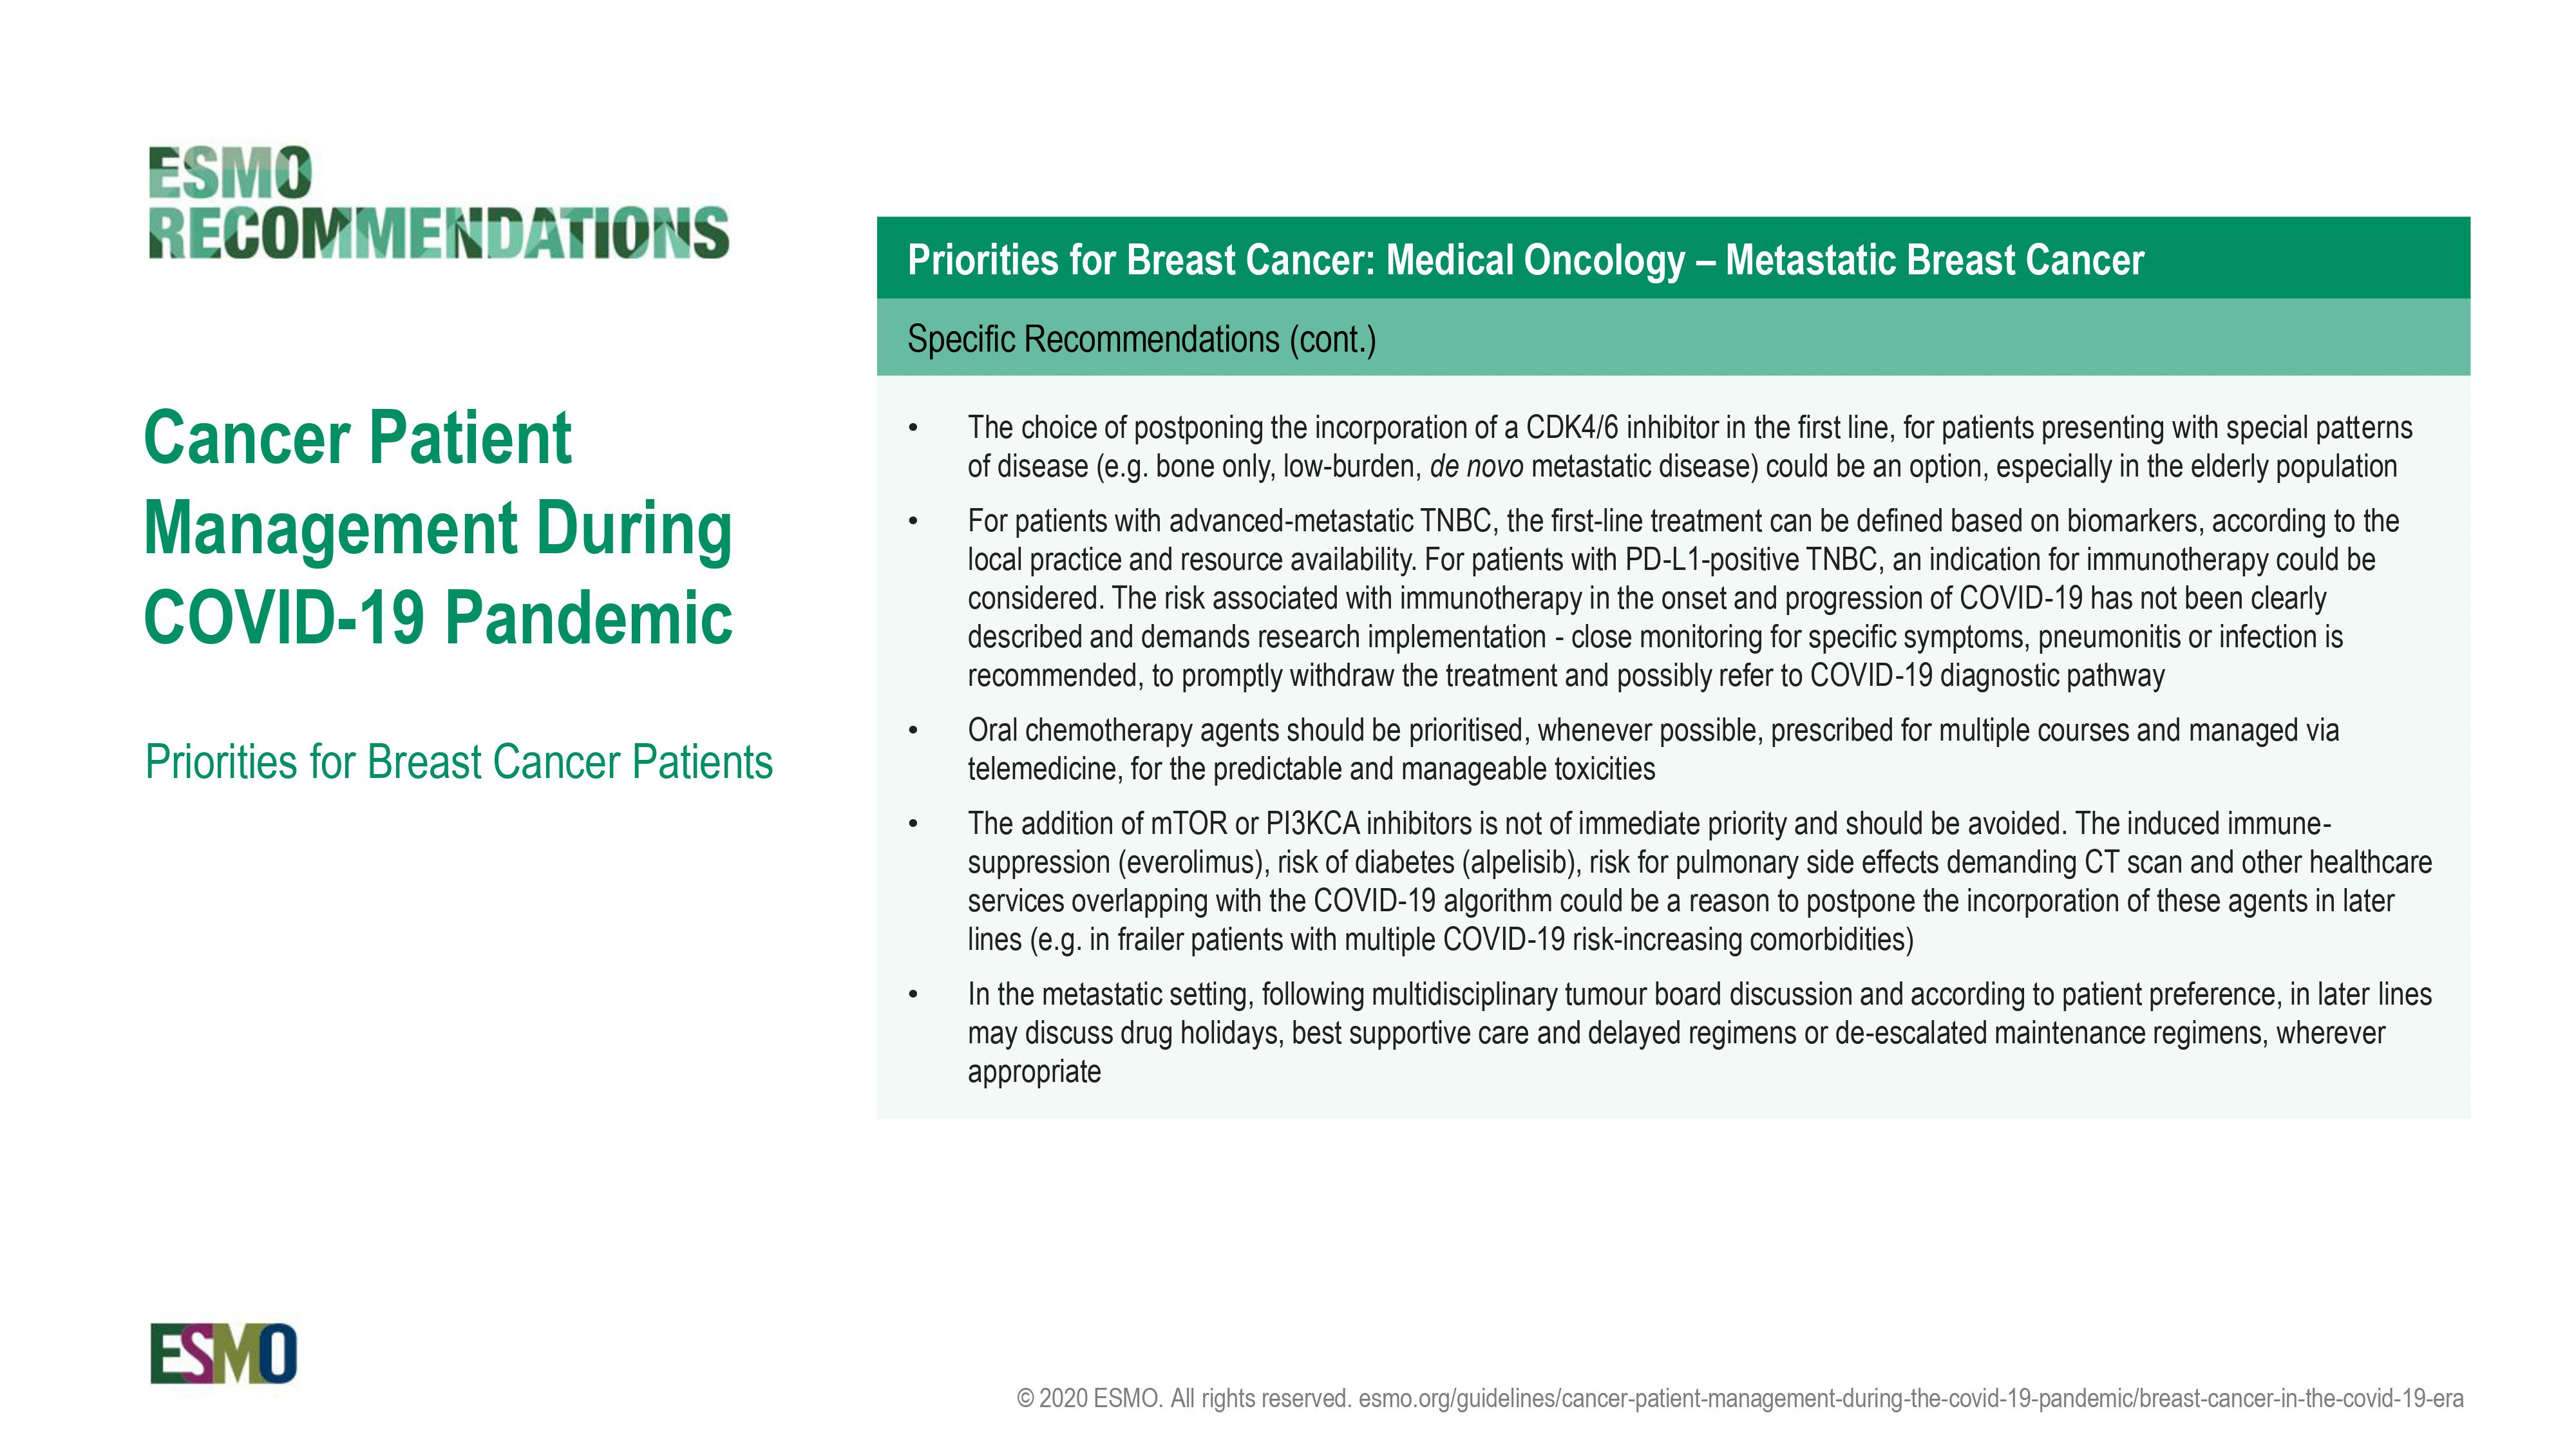 ESMO
RECOMMENDATIONS
Cancer Patient
Management During
COVID-19 Pandemic
Priorities for Breast Cancer Patients
Priorities for Breast Cancer: Medical Oncology – Metastatic Breast Cancer
Specific Recommendations (cont.)
• The choice of postponing the incorporation of a CDK4/6 inhibitor in the first line, for patients presenting with special patterns
of disease (e.g. bone only, low-burden, de novo metastatic disease) could be an option, especially in the elderly population
• For patients with advanced-metastatic TNBC, the first-line treatment can be defined based on biomarkers, according to the
local practice and resource availability. For patients with PD-L1-positive TNBC, an indication for immunotherapy could be
considered. The risk associated with immunotherapy in the onset and progression of COVID-19 has not been clearly
described and demands research implementation - close monitoring for specific symptoms, pneumonitis or infection is
recommended, to promptly withdraw the treatment and possibly refer to COVID-19 diagnostic pathway
• Oral chemotherapy agents should be prioritised, whenever possible, prescribed for multiple courses and managed via
telemedicine, for the predictable and manageable toxicities
• The addition of mTOR or PI3KCA inhibitors is not of immediate priority and should be avoided. The induced immune-
suppression (everolimus), risk of diabetes (alpelisib), risk for pulmonary side effects demanding CT scan and other healthcare
services overlapping with the COVID-19 algorithm could be a reason to postpone the incorporation of these agents in later
lines (e.g. in frailer patients with multiple COVID-19 risk-increasing comorbidities)
• In the metastatic setting, following multidisciplinary tumour board discussion and according to patient preference, in later lines
may discuss drug holidays, best supportive care and delayed regimens or de-escalated maintenance regimens, wherever
appropriate
ESMO
© 2020 ESMO. All rights reserved. esmo.org/guidelines/cancer-patient-management-during-the-covid-19-pandemic/breast-cancer-in-the-covid-19-era